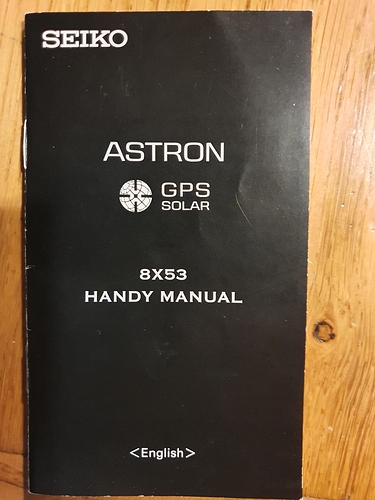 SEIKO
ASTRON
GPS
SOLAR
8X53
HANDY MANUAL
<English>